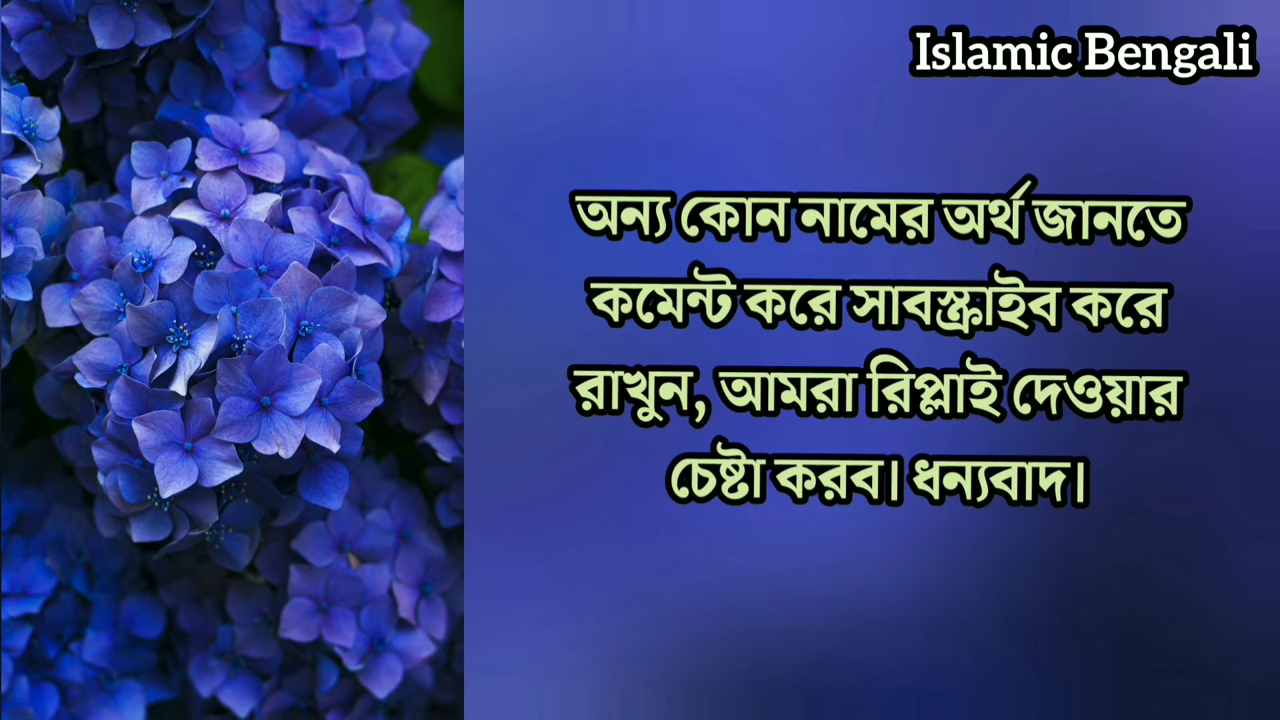 Islamic Bengali
অন্য কোন নামের অর্থ জানতে
কমেন্ট করে সাবস্ক্রাইব করে
রাখুন, আমরা রিপ্লাই দেওয়ার
চেষ্টা করব। ধন্যবাদ।